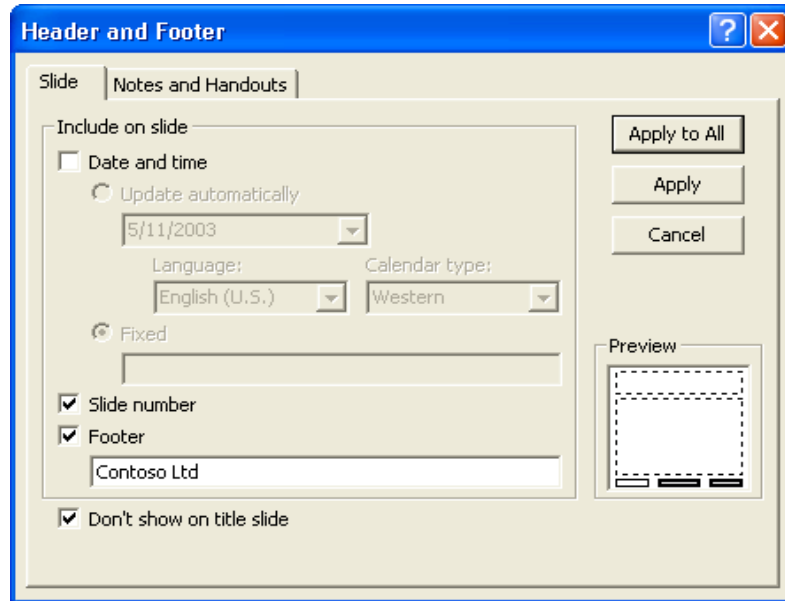 Header and Footer
Slide
Notes and Handouts
Include on slide
Date and time
Update automatically
5/11/2003
Language:
Calendar type:
English (U.S.)
Western
Fixed
Slide number
Footer
Contoso Ltd
Don't show on title slide
Apply to All
Apply
Cancel
Preview